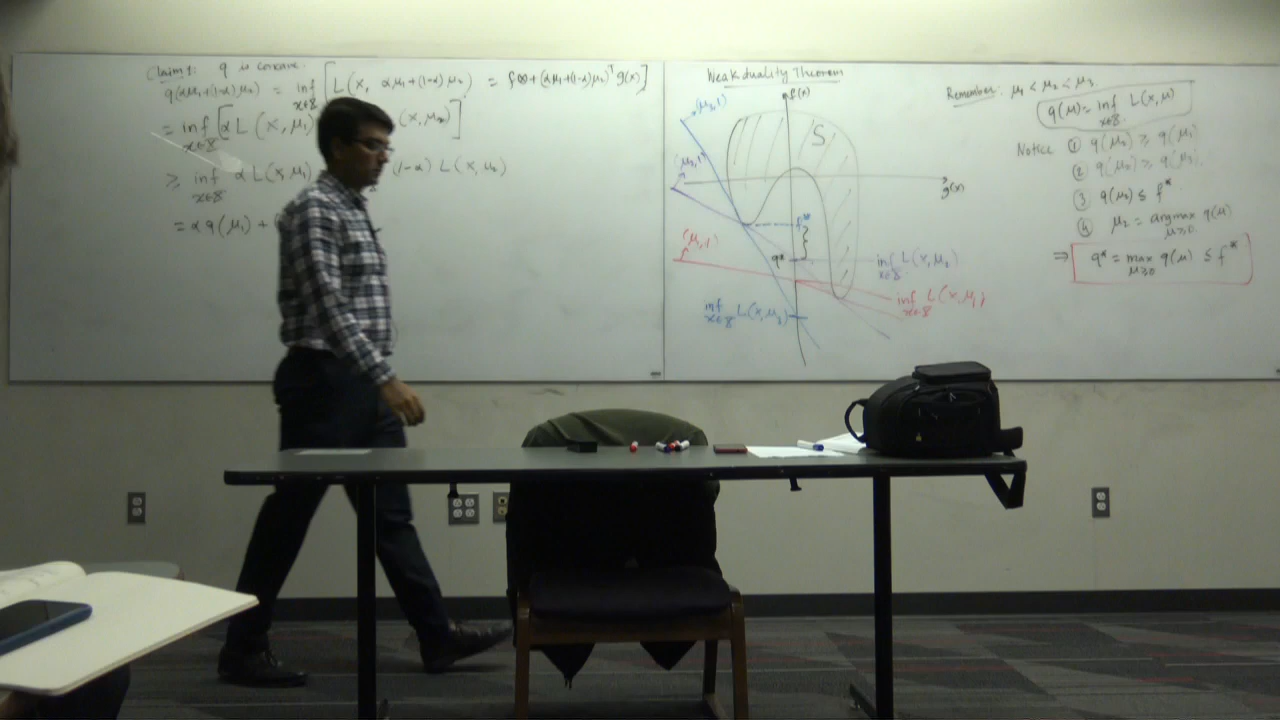 Claim 1: q is concave.
q(αμ₁+(1-α)μ₂) = inf x∈X [L(x, αμ₁+(1-α)μ₂) = f(x)+(αμ₁+(1-α)μ₂)ᵀ g(x)]
= inf x∈X [αL(x,μ₁) (x,μ₂)]
≥ inf x∈X αL(x,μ₁) (1-α) L(x,μ₂)
= αq(μ₁) +
Weak duality Theorem
f(x)
(μ₃,1)
S
(μ₂,1)
g(x)
f*
(μ₁,1)
q*
inf x∈X L(x,μ₂)
inf x∈X L(x,μ₁)
inf x∈X L(x,μ₃)
Remember: μ₁ < μ₂ < μ₃.
q(μ) = inf x∈X L(x,μ)
Notice ① q(μ₂) ≥ q(μ₁)
② q(μ₂) ≥ q(μ₃).
③ q(μ₂) ≤ f*
④ μ₂ = argmax μ≥0 q(μ)
⇒ q* = max μ≥0 q(μ) ≤ f*